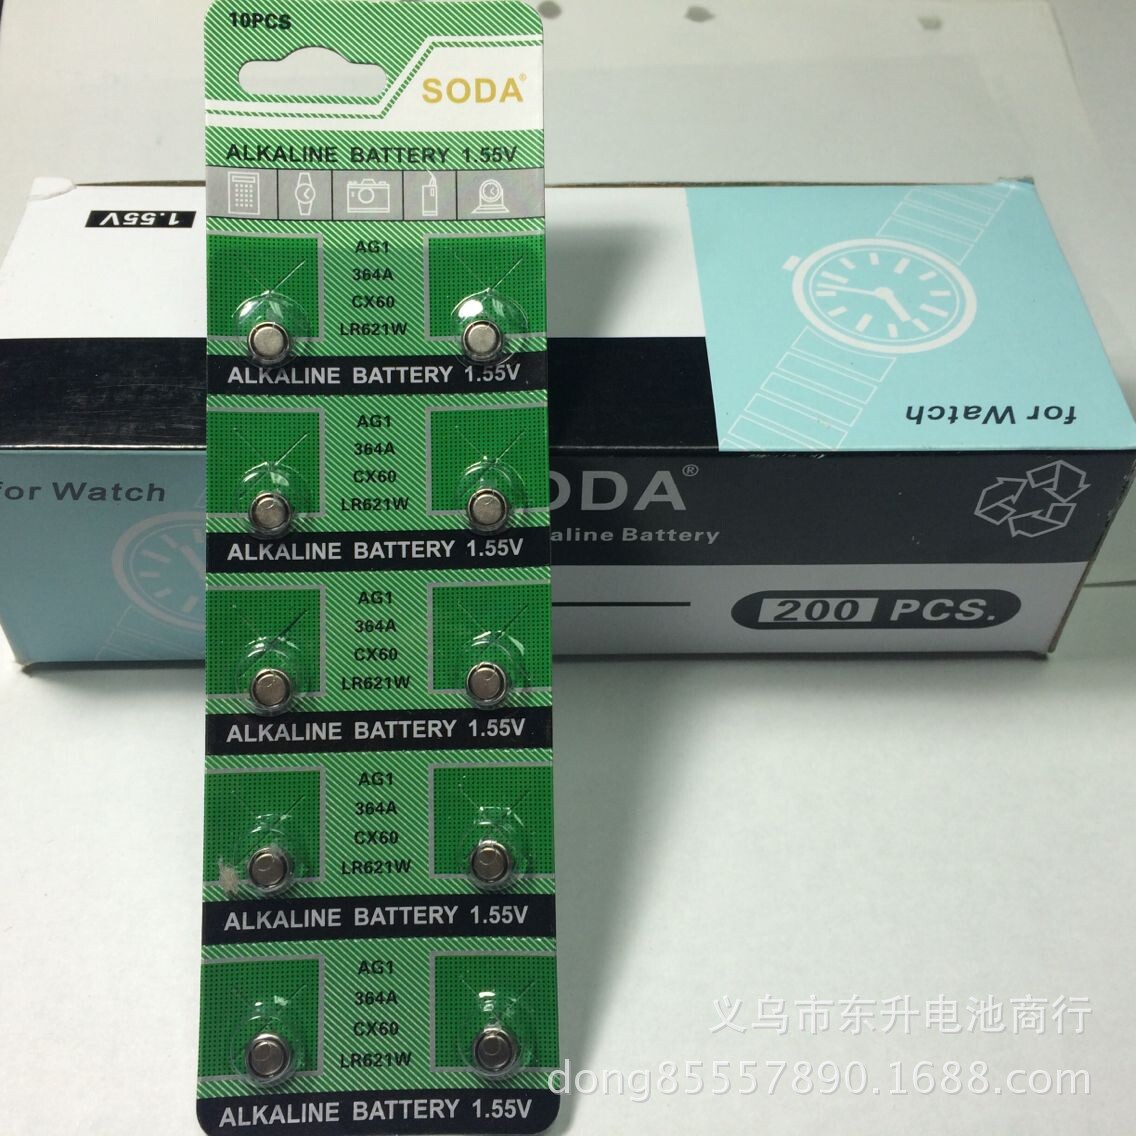 10PCS
SODA®
ALKALINE BATTERY 1.55V
1.55V
AG1
364A
CX60
LR621W
ALKALINE BATTERY 1.55V
for Watch
AG1
364A
CX60
LR621W
ALKALINE BATTERY 1.55V
for Watch
ODA®
aline Battery
200 PCS.
AG1
364A
CX60
LR621W
ALKALINE BATTERY 1.55V
AG1
364A
CX60
LR621W
ALKALINE BATTERY 1.55V
AG1
364A
CX60
LR621W
ALKALINE BATTERY 1.55V
义乌市东升电池商行
dong85557890.1688.com